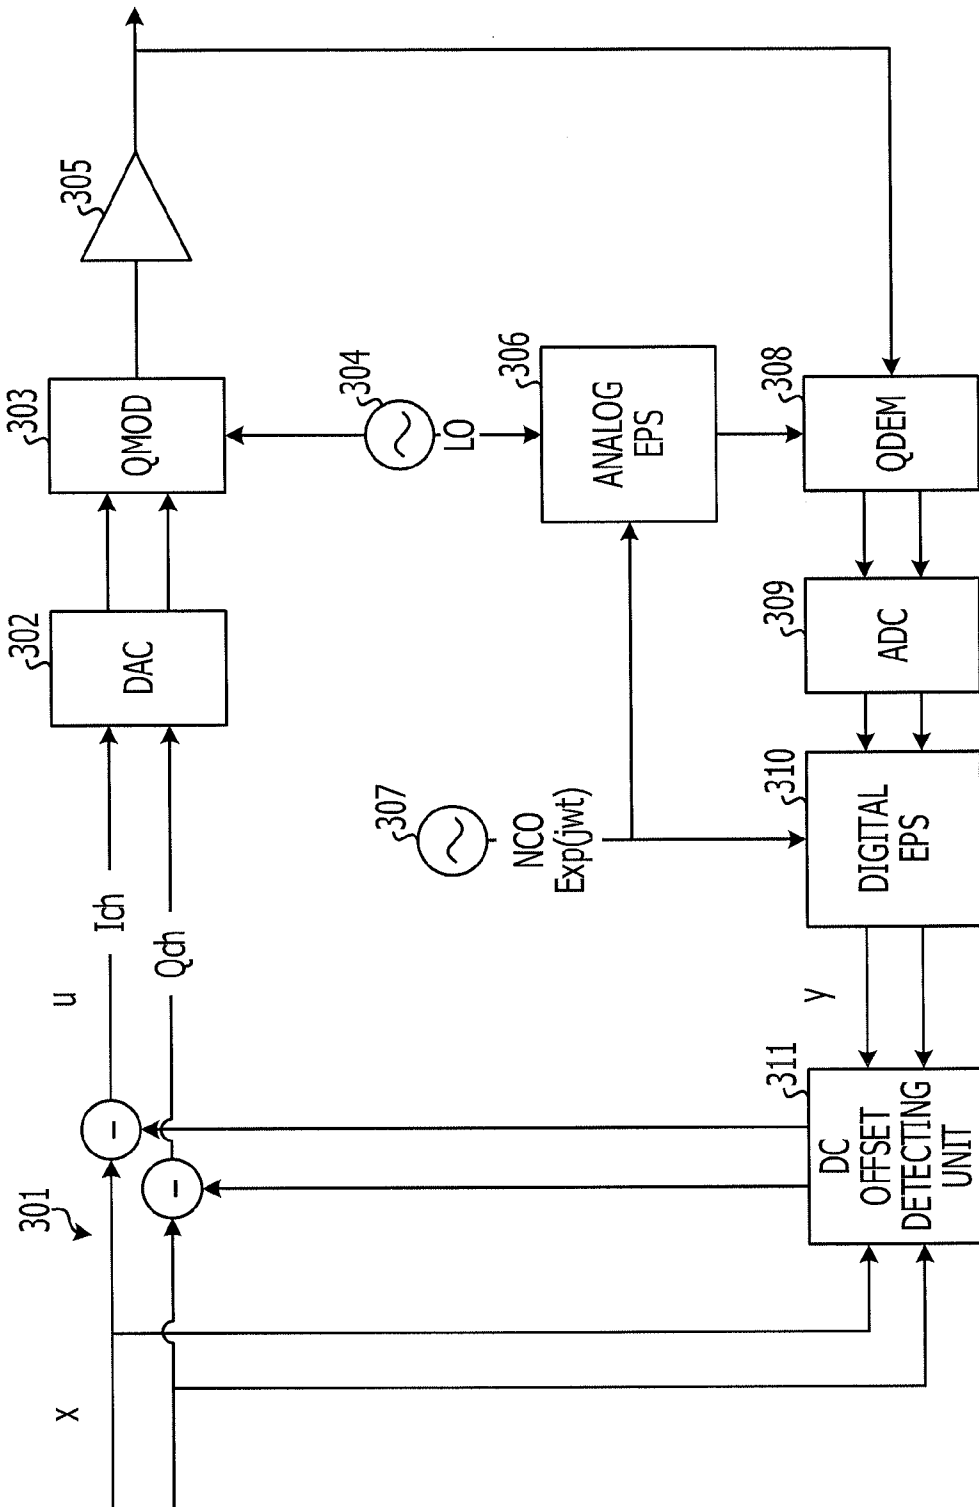 x
301
u
Ich
Qch
302
DAC
303
QMOD
305
304
LO
307
NCO
Exp(jwt)
306
ANALOG
EPS
308
QDEM
309
ADC
310
DIGITAL
EPS
y
311
DC
OFFSET
DETECTING
UNIT
-
-